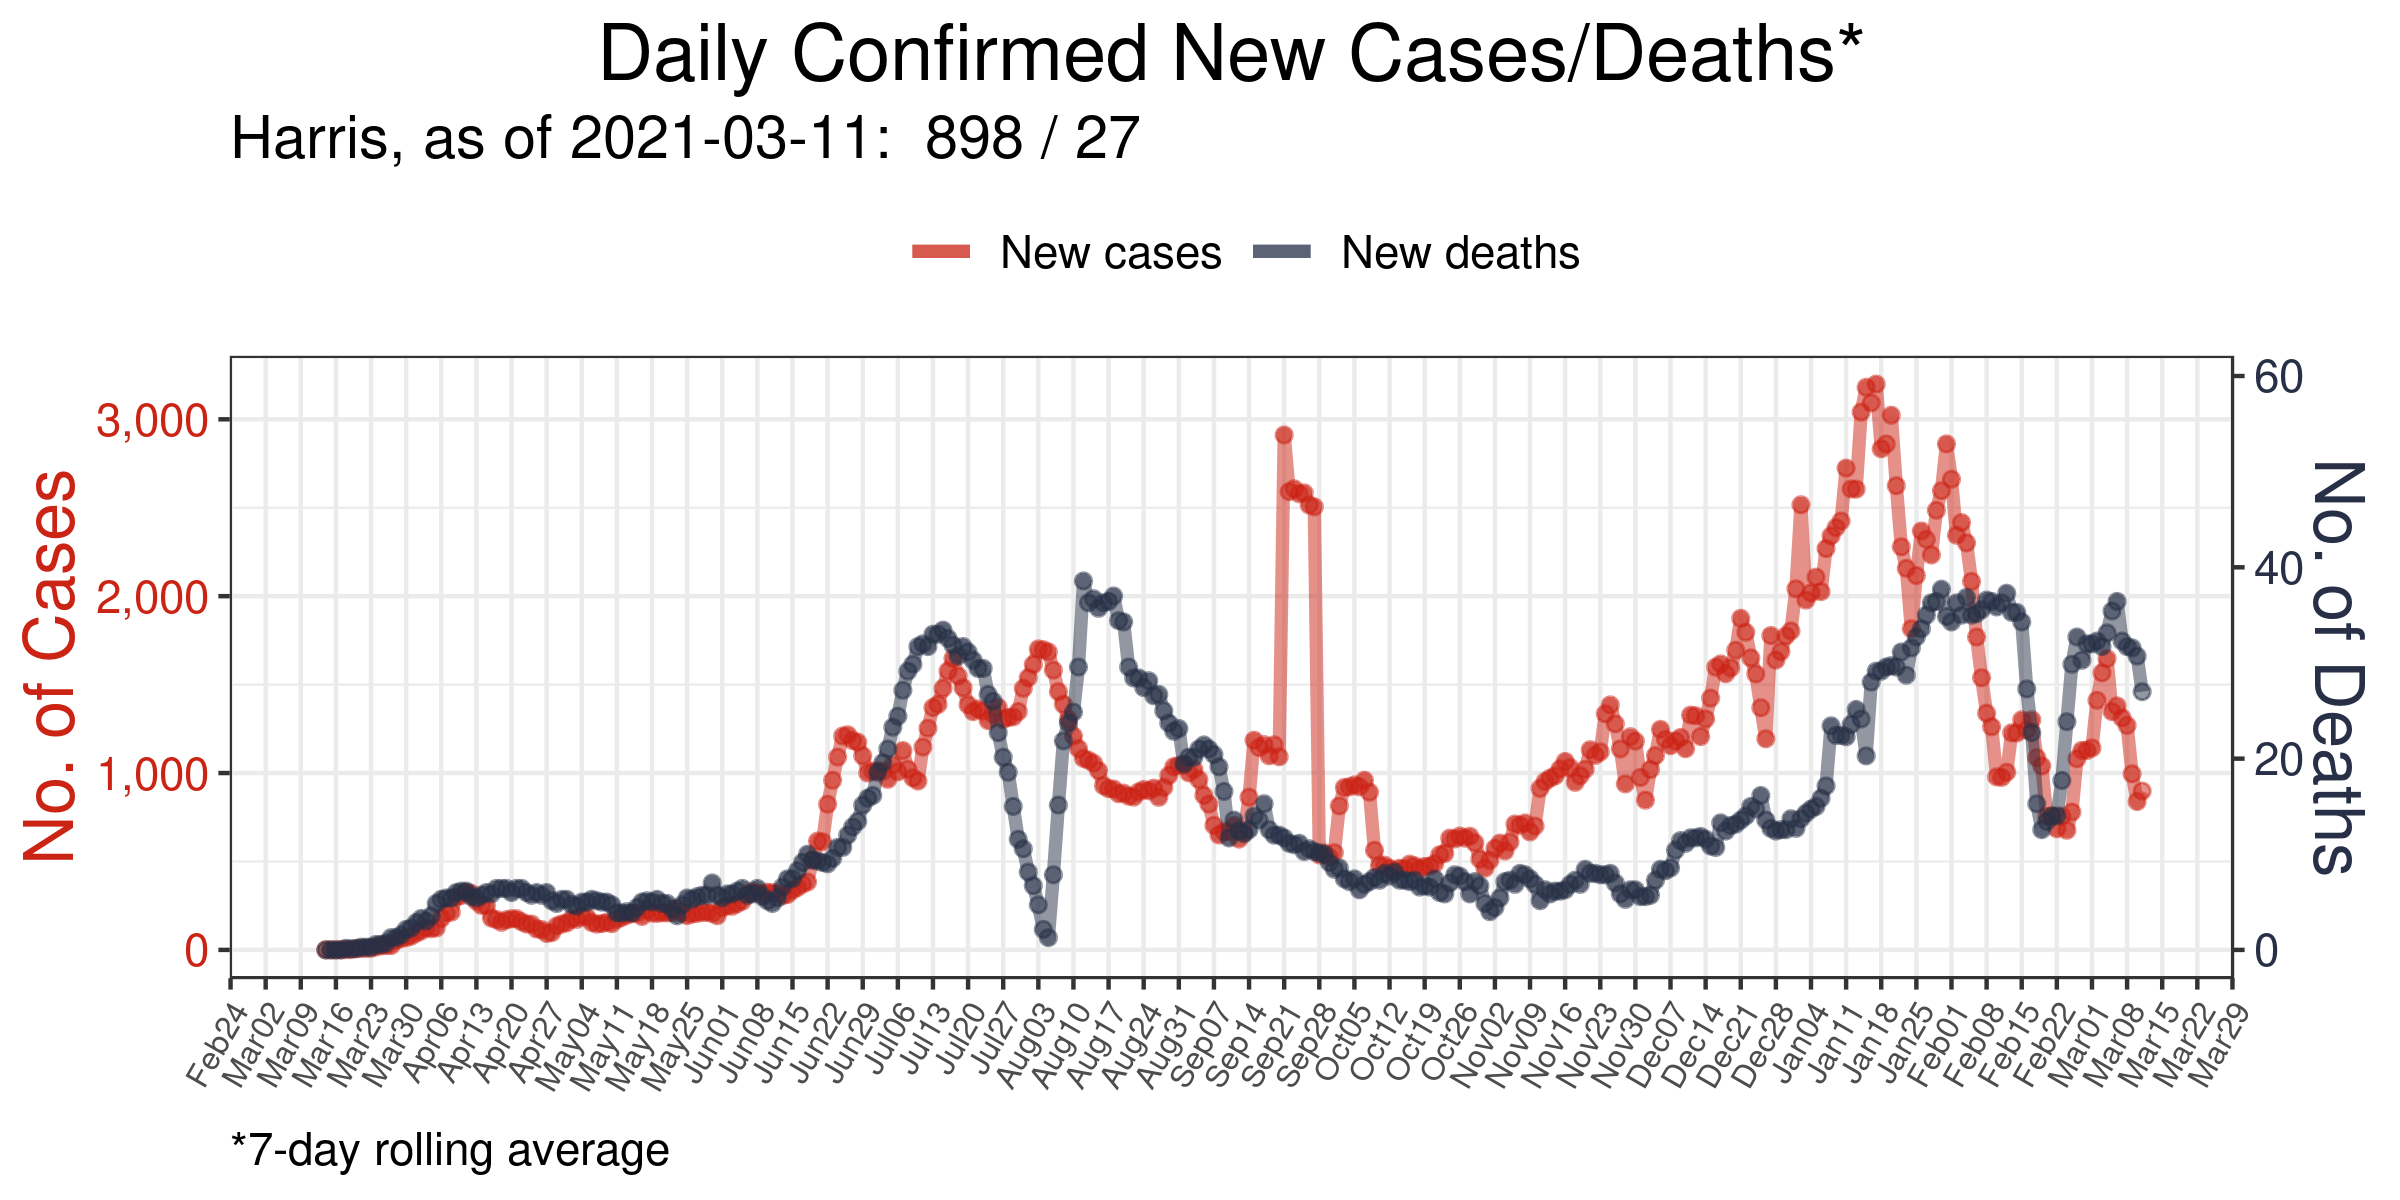 Daily Confirmed New Cases/Deaths*
Harris, as of 2021-03-11:  898 / 27
New cases
New deaths
No. of Cases
3,000
2,000
1,000
0
No. of Deaths
60
40
20
0
Feb24
Mar02
Mar09
Mar16
Mar23
Mar30
Apr06
Apr13
Apr20
Apr27
May04
May11
May18
May25
Jun01
Jun08
Jun15
Jun22
Jun29
Jul06
Jul13
Jul20
Jul27
Aug03
Aug10
Aug17
Aug24
Aug31
Sep07
Sep14
Sep21
Sep28
Oct05
Oct12
Oct19
Oct26
Nov02
Nov09
Nov16
Nov23
Nov30
Dec07
Dec14
Dec21
Dec28
Jan04
Jan11
Jan18
Jan25
Feb01
Feb08
Feb15
Feb22
Mar01
Mar08
Mar15
Mar22
Mar29
*7-day rolling average